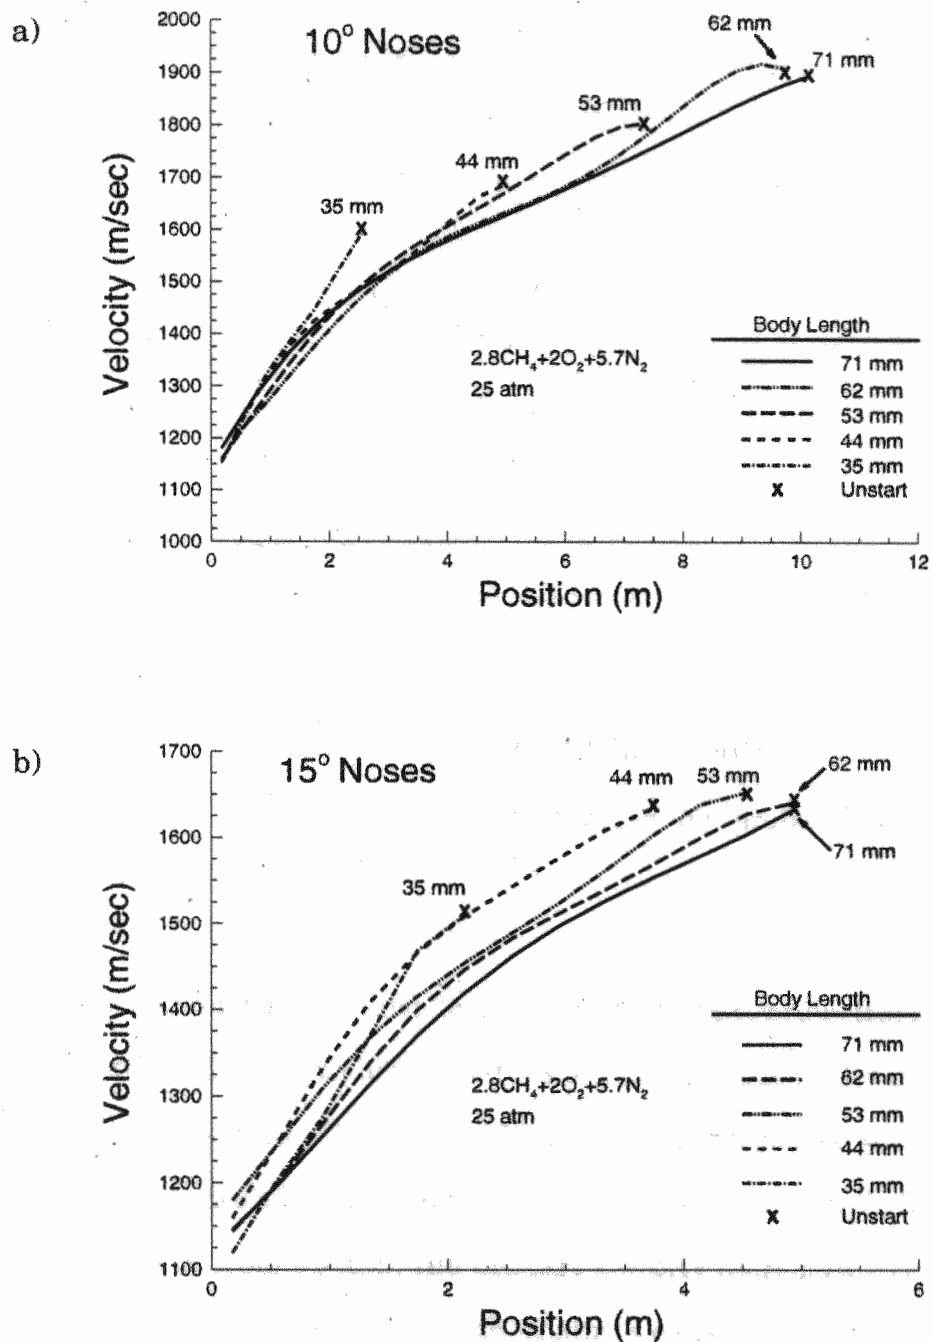 a)
10° Noses
Velocity (m/sec)
2000
1900
1800
1700
1600
1500
1400
1300
1200
1100
1000
62 mm
71 mm
53 mm
44 mm
35 mm
2.8CH₄+2O₂+5.7N₂
25 atm
Body Length
71 mm
62 mm
53 mm
44 mm
35 mm
X Unstart
0 2 4 6 8 10 12
Position (m)
b)
15° Noses
Velocity (m/sec)
1700
1600
1500
1400
1300
1200
1100
62 mm
44 mm
53 mm
71 mm
35 mm
2.8CH₄+2O₂+5.7N₂
25 atm
Body Length
71 mm
62 mm
53 mm
44 mm
35 mm
X Unstart
0 2 4 6
Position (m)